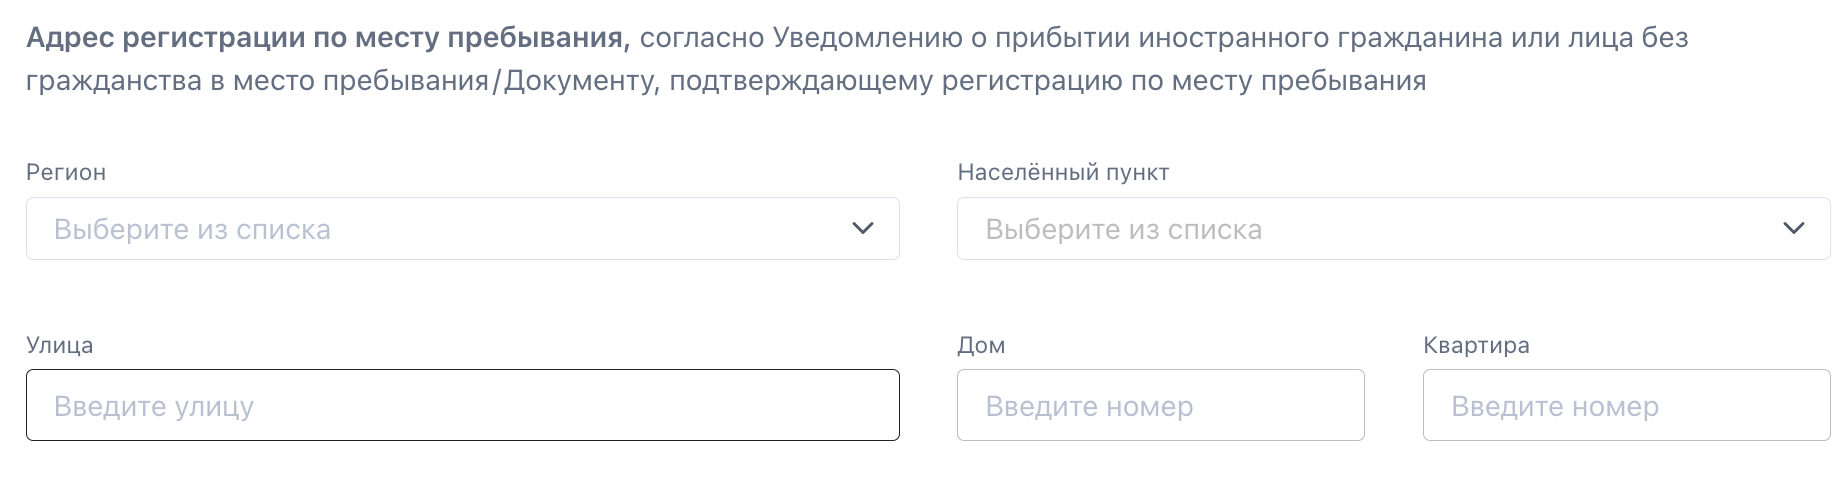 Адрес регистрации по месту пребывания, согласно Уведомлению о прибытии иностранного гражданина или лица без
гражданства в место пребывания/Документу, подтверждающему регистрацию по месту пребывания
Регион
Населённый пункт
Выберите из списка
Выберите из списка
Улица
Дом
Квартира
Введите улицу
Введите номер
Введите номер